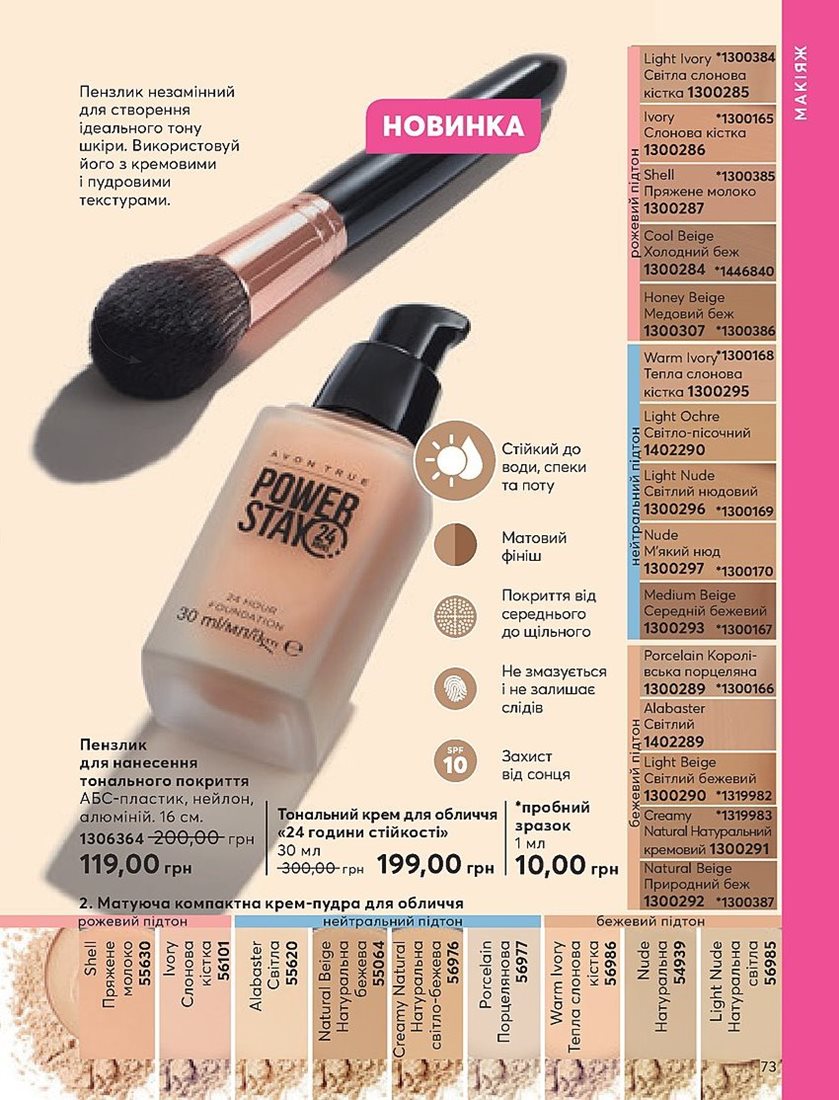 МАКІЯЖ
Пензлик незамінний
для створення
ідеального тону
шкіри. Використовуй
його з кремовими
і пудровими
текстурами.
НОВИНКА
AVON TRUE
POWER
STAY 24
24 HOUR
FOUNDATION
30 ml/мл/
Стійкий до
води, спеки
та поту
Матовий
фініш
Покриття від
середнього
до щільного
Не змазується
і не залишає
слідів
SPF
10
Захист
від сонця
рожевий підтон
Light Ivory *1300384
Світла слонова
кістка 1300285
Ivory *1300165
Слонова кістка
1300286
Shell *1300385
Пряжене молоко
1300287
Cool Beige
Холодний беж
1300284 *1446840
Honey Beige
Медовий беж
1300307 *1300386
нейтральний підтон
Warm Ivory *1300168
Тепла слонова
кістка 1300295
Light Ochre
Світло-пісочний
1402290
Light Nude
Світлий нюдовий
1300296 *1300169
Nude
М'який нюд
1300297 *1300170
Medium Beige
Середній бежевий
1300293 *1300167
бежевий підтон
Porcelain Королі-
вська порцеляна
1300289 *1300166
Alabaster
Світлий
1402289
Light Beige
Світлий бежевий
1300290 *1319982
Creamy *1319983
Natural Натуральний
кремовий 1300291
Natural Beige
Природний беж
1300292 *1300387
Пензлик
для нанесення
тонального покриття
АБС-пластик, нейлон,
алюміній. 16 см.
1306364 200,00 грн
119,00 грн
Тональний крем для обличчя
«24 години стійкості»
30 мл
300,00 грн 199,00 грн
*пробний
зразок
1 мл
10,00 грн
2. Матуюча компактна крем-пудра для обличчя
рожевий підтон
нейтральний підтон
бежевий підтон
Shell
Пряжене
молоко
55630
Ivory
Слонова
кістка
56101
Alabaster
Світла
55620
Natural Beige
Натуральна
бежева
55064
Creamy Natural
Натуральна
світло-бежева
56976
Porcelain
Порцелянова
56977
Warm Ivory
Тепла слонова
кістка
56986
Nude
Натуральна
54939
Light Nude
Натуральна
світла
56985
73